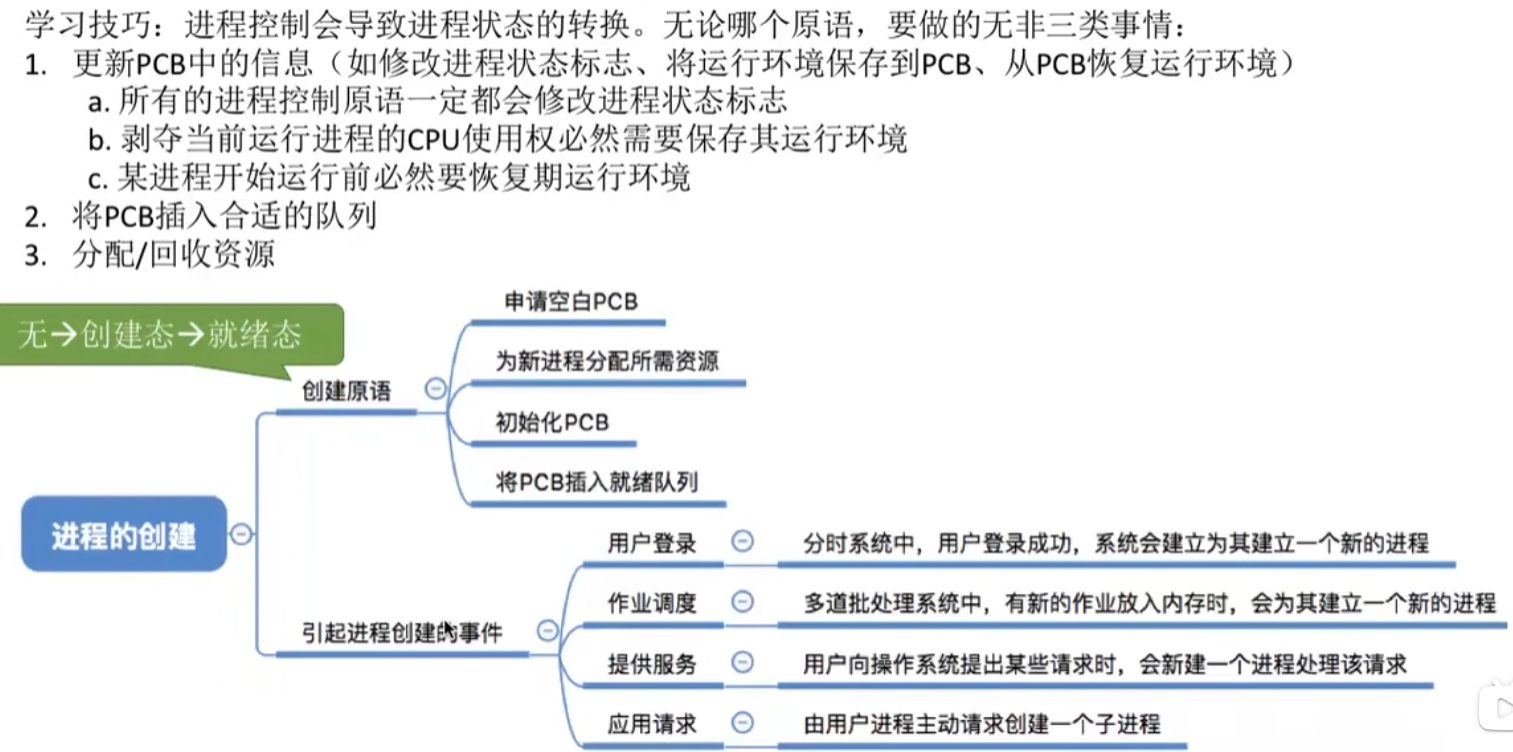 学习技巧：进程控制会导致进程状态的转换。无论哪个原语，要做的无非三类事情：
1. 更新PCB中的信息（如修改进程状态标志、将运行环境保存到PCB、从PCB恢复运行环境）
a. 所有的进程控制原语一定都会修改进程状态标志
b. 剥夺当前运行进程的CPU使用权必然需要保存其运行环境
c. 某进程开始运行前必然要恢复期运行环境
2. 将PCB插入合适的队列
3. 分配/回收资源
无→创建态→就绪态
进程的创建
创建原语
申请空白PCB
为新进程分配所需资源
初始化PCB
将PCB插入就绪队列
引起进程创建的事件
用户登录
分时系统中，用户登录成功，系统会建立为其建立一个新的进程
作业调度
多道批处理系统中，有新的作业放入内存时，会为其建立一个新的进程
提供服务
用户向操作系统提出某些请求时，会新建一个进程处理该请求
应用请求
由用户进程主动请求创建一个子进程